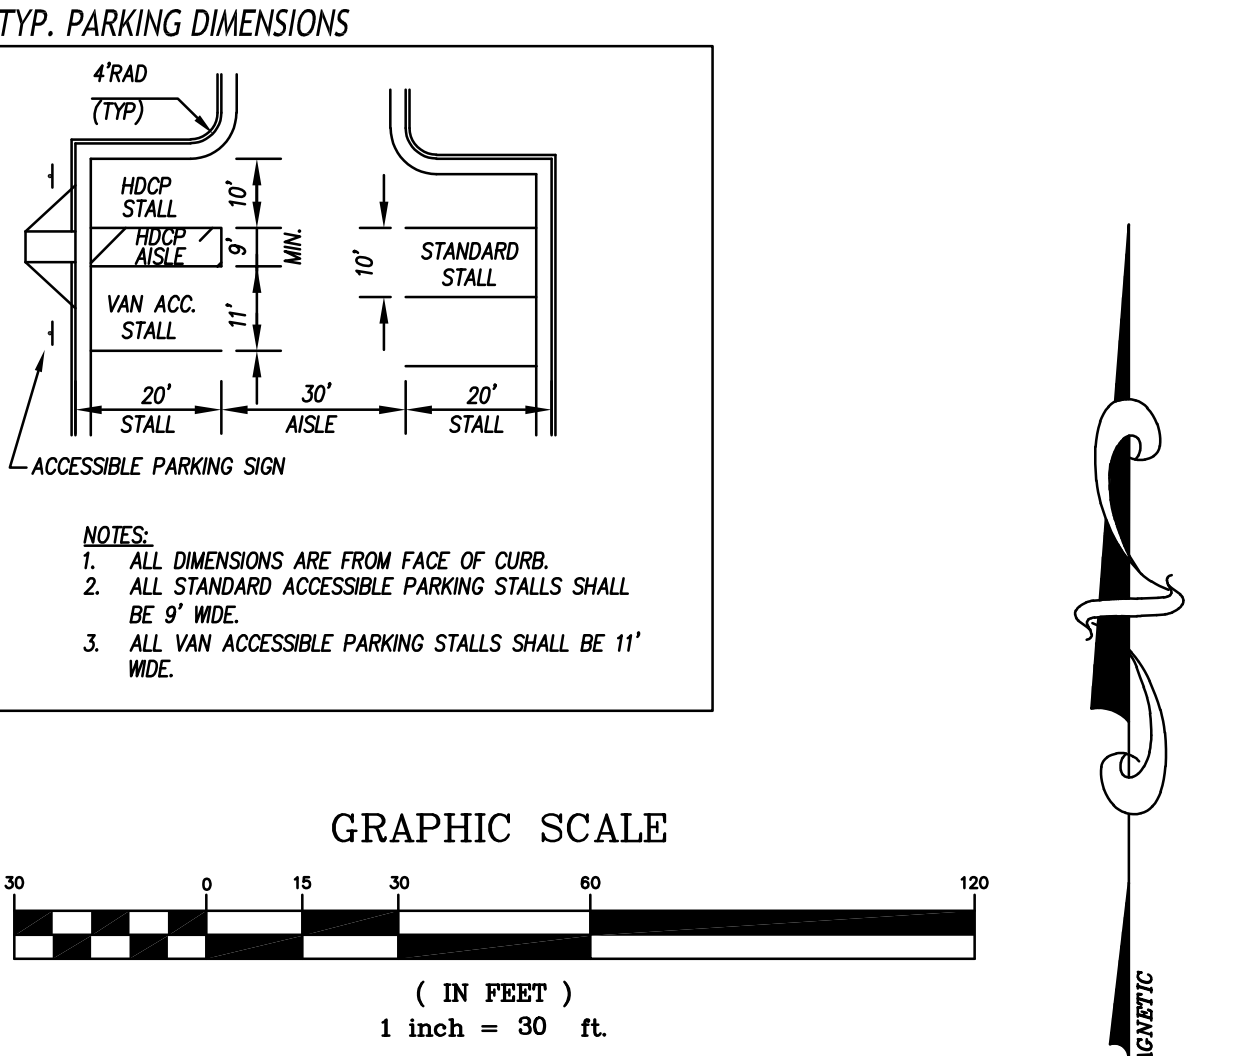 TYP. PARKING DIMENSIONS
4'RAD
(TYP)
HDCP
STALL
10'
HDCP
AISLE
9'
MIN.
VAN ACC.
STALL
11'
10'
STANDARD
STALL
20'
STALL
30'
AISLE
20'
STALL
ACCESSIBLE PARKING SIGN
NOTES:
1. ALL DIMENSIONS ARE FROM FACE OF CURB.
2. ALL STANDARD ACCESSIBLE PARKING STALLS SHALL
BE 9' WIDE.
3. ALL VAN ACCESSIBLE PARKING STALLS SHALL BE 11'
WIDE.
GRAPHIC SCALE
30 0 15 30 60 120
( IN FEET )
1 inch = 30 ft.
AGNETIC